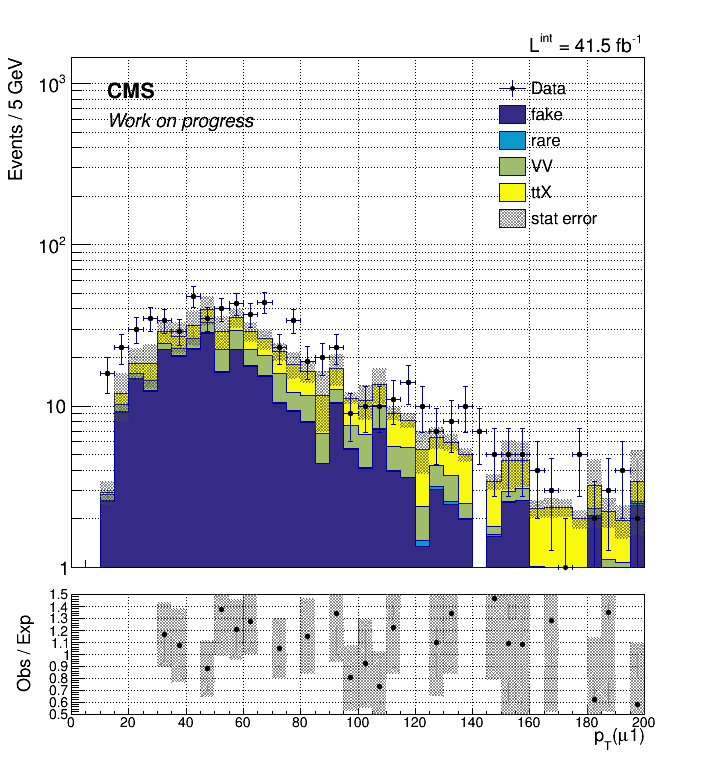 L^int = 41.5 fb^-1
Events / 5 GeV
10^3
10^2
10
1
CMS
Work on progress
Data
fake
rare
VV
ttX
stat error
Obs / Exp
1.5
1.4
1.3
1.2
1.1
1
0.9
0.8
0.7
0.6
0.5
0 20 40 60 80 100 120 140 160 180 200
p_T(μ1)